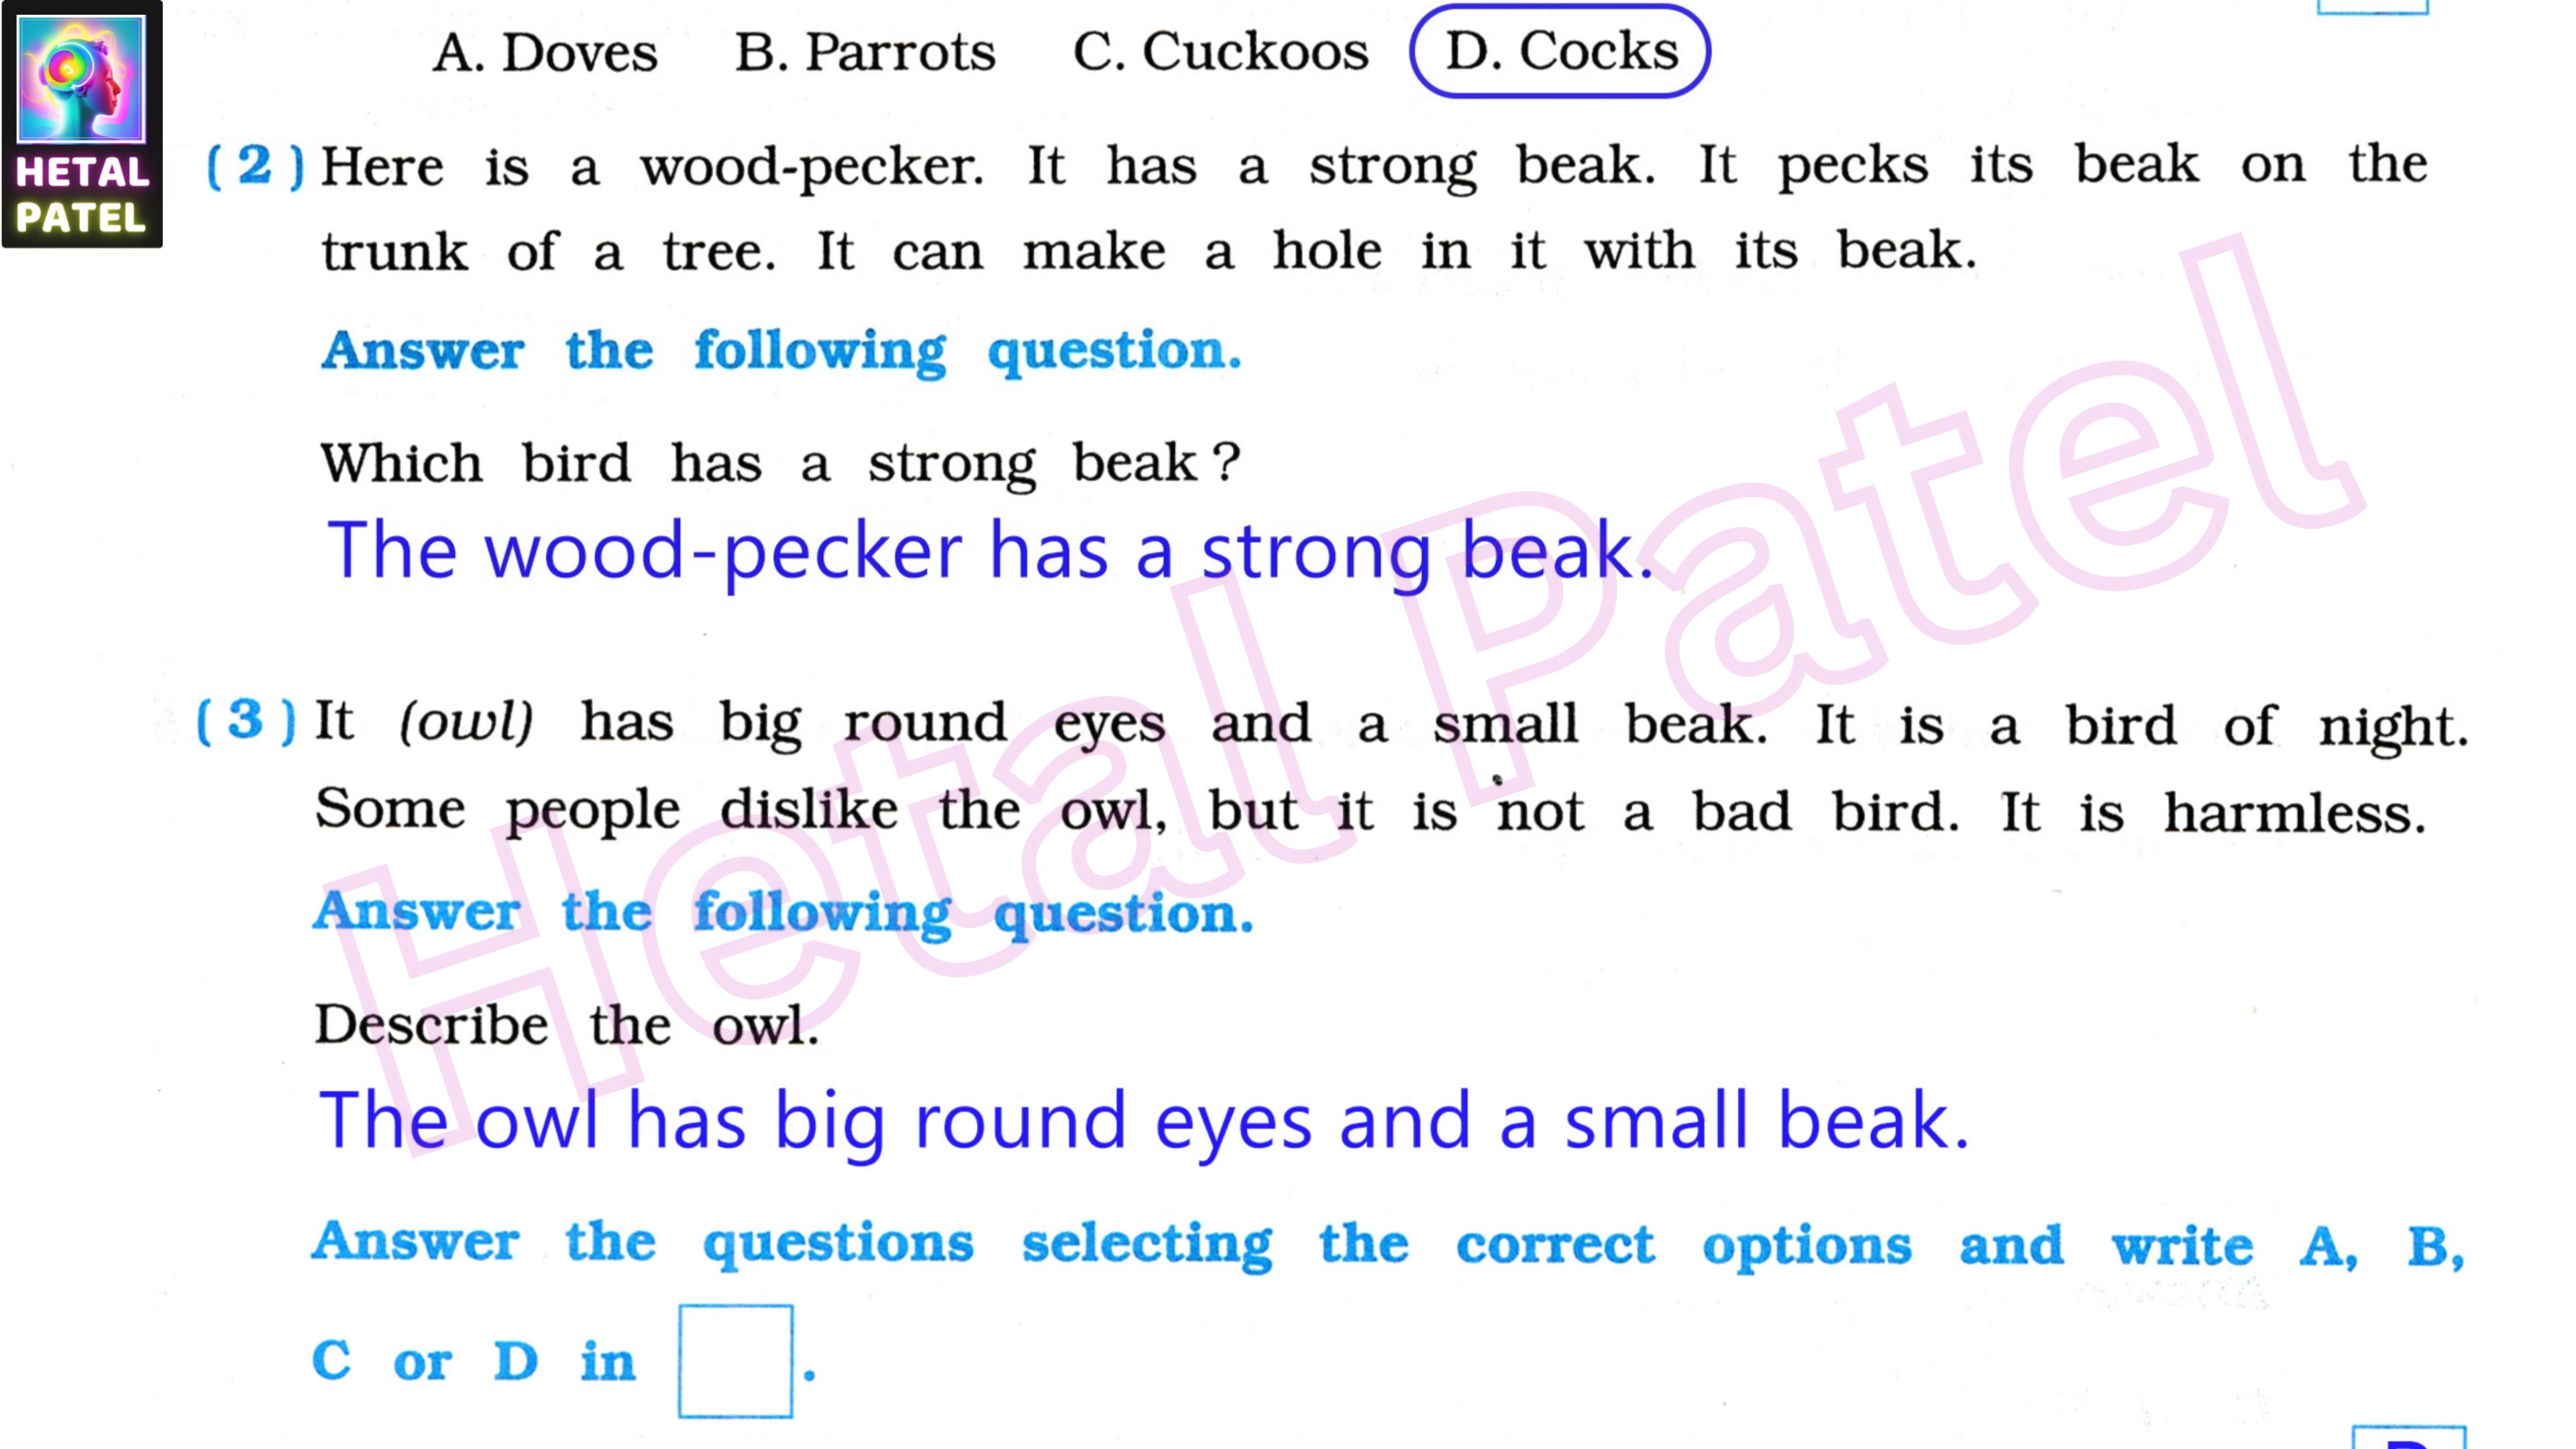 HETAL
PATEL
A. Doves B. Parrots C. Cuckoos D. Cocks
(2) Here is a wood-pecker. It has a strong beak. It pecks its beak on the
trunk of a tree. It can make a hole in it with its beak.
Answer the following question.
Which bird has a strong beak ?
The wood-pecker has a strong beak.
(3) It (owl) has big round eyes and a small beak. It is a bird of night.
Some people dislike the owl, but it is not a bad bird. It is harmless.
Answer the following question.
Describe the owl.
The owl has big round eyes and a small beak.
Answer the questions selecting the correct options and write A, B,
C or D in .
Hetal Patel